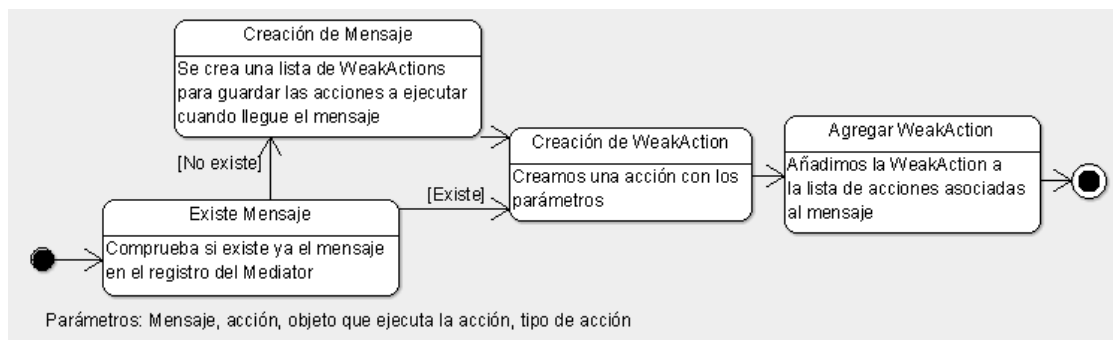 Creación de Mensaje
Se crea una lista de WeakActions
para guardar las acciones a ejecutar
cuando llegue el mensaje
[No existe]
Creación de WeakAction
Creamos una acción con los
parámetros
Agregar WeakAction
Añadimos la WeakAction a
la lista de acciones asociadas
al mensaje
[Existe]
Existe Mensaje
Comprueba si existe ya el mensaje
en el registro del Mediator
Parámetros: Mensaje, acción, objeto que ejecuta la acción, tipo de acción